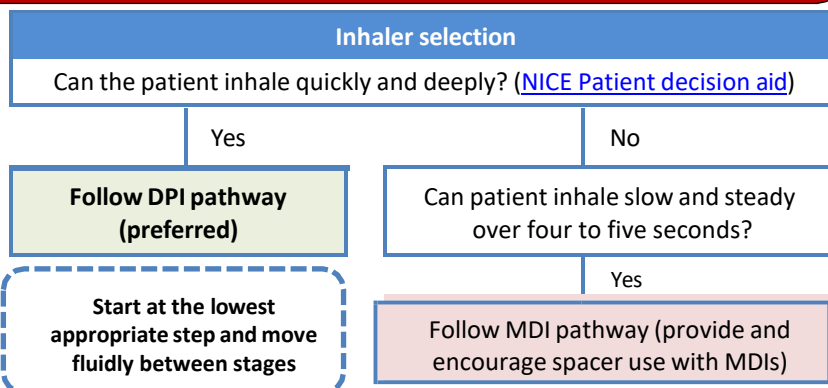 Inhaler selection
Can the patient inhale quickly and deeply? (NICE Patient decision aid)
Yes
No
Follow DPI pathway
(preferred)
Can patient inhale slow and steady
over four to five seconds?
Yes
Start at the lowest
appropriate step and move
fluidly between stages
Follow MDI pathway (provide and
encourage spacer use with MDIs)